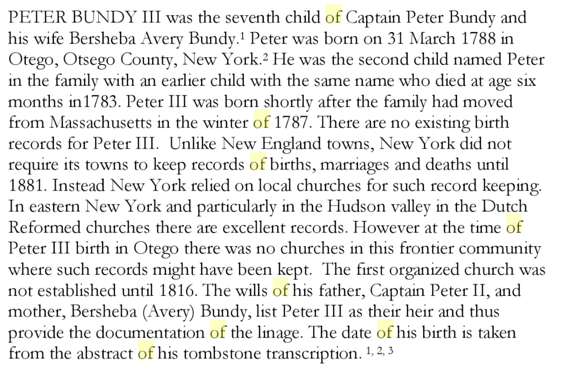 PETER BUNDY III was the seventh child of Captain Peter Bundy and
his wife Bersheba Avery Bundy.¹ Peter was born on 31 March 1788 in
Otego, Otsego County, New York.² He was the second child named Peter
in the family with an earlier child with the same name who died at age six
months in1783. Peter III was born shortly after the family had moved
from Massachusetts in the winter of 1787. There are no existing birth
records for Peter III.  Unlike New England towns, New York did not
require its towns to keep records of births, marriages and deaths until
1881. Instead New York relied on local churches for such record keeping.
In eastern New York and particularly in the Hudson valley in the Dutch
Reformed churches there are excellent records. However at the time of
Peter III birth in Otego there was no churches in this frontier community
where such records might have been kept.  The first organized church was
not established until 1816. The wills of his father, Captain Peter II, and
mother, Bersheba (Avery) Bundy, list Peter III as their heir and thus
provide the documentation of the linage. The date of his birth is taken
from the abstract of his tombstone transcription. ¹, ², ³